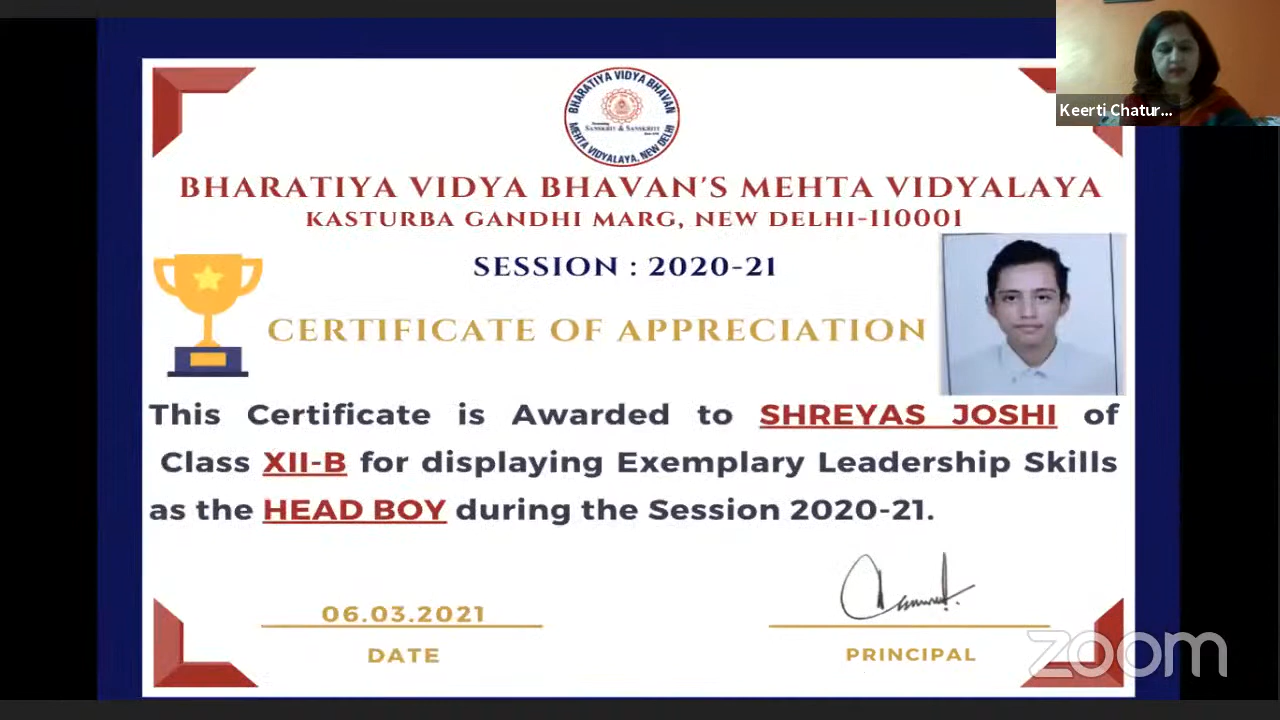 Keerti Chatur...
BHARATIYA VIDYA BHAVAN
SANSKRIT & SANSKRITI
MEHTA VIDYALAYA, NEW DELHI
BHARATIYA VIDYA BHAVAN'S MEHTA VIDYALAYA
KASTURBA GANDHI MARG, NEW DELHI-110001
SESSION : 2020-21
CERTIFICATE OF APPRECIATION
This Certificate is Awarded to SHREYAS JOSHI of
Class XII-B for displaying Exemplary Leadership Skills
as the HEAD BOY during the Session 2020-21.
06.03.2021
DATE
PRINCIPAL
zoom